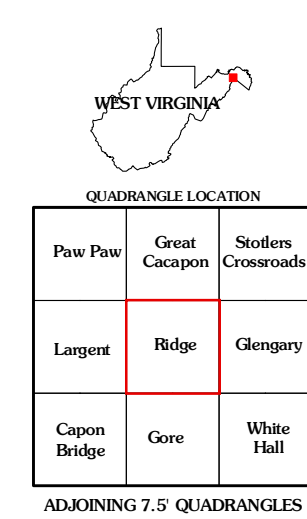 WEST VIRGINIA
QUADRANGLE LOCATION
Paw Paw
Great
Cacapon
Stotlers
Crossroads
Largent
Ridge
Glengary
Capon
Bridge
Gore
White
Hall
ADJOINING 7.5' QUADRANGLES